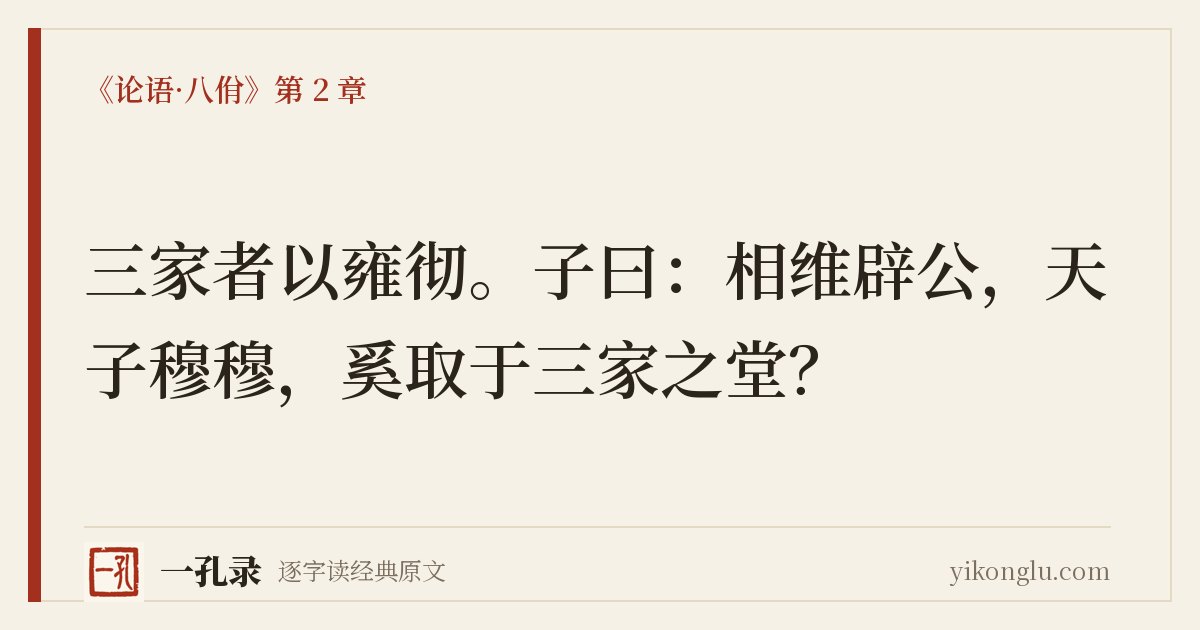 《论语·八佾》第 2 章
三家者以雍彻。子曰：相维辟公，天
子穆穆，奚取于三家之堂？
一孔
一孔录 逐字读经典原文 yikonglu.com